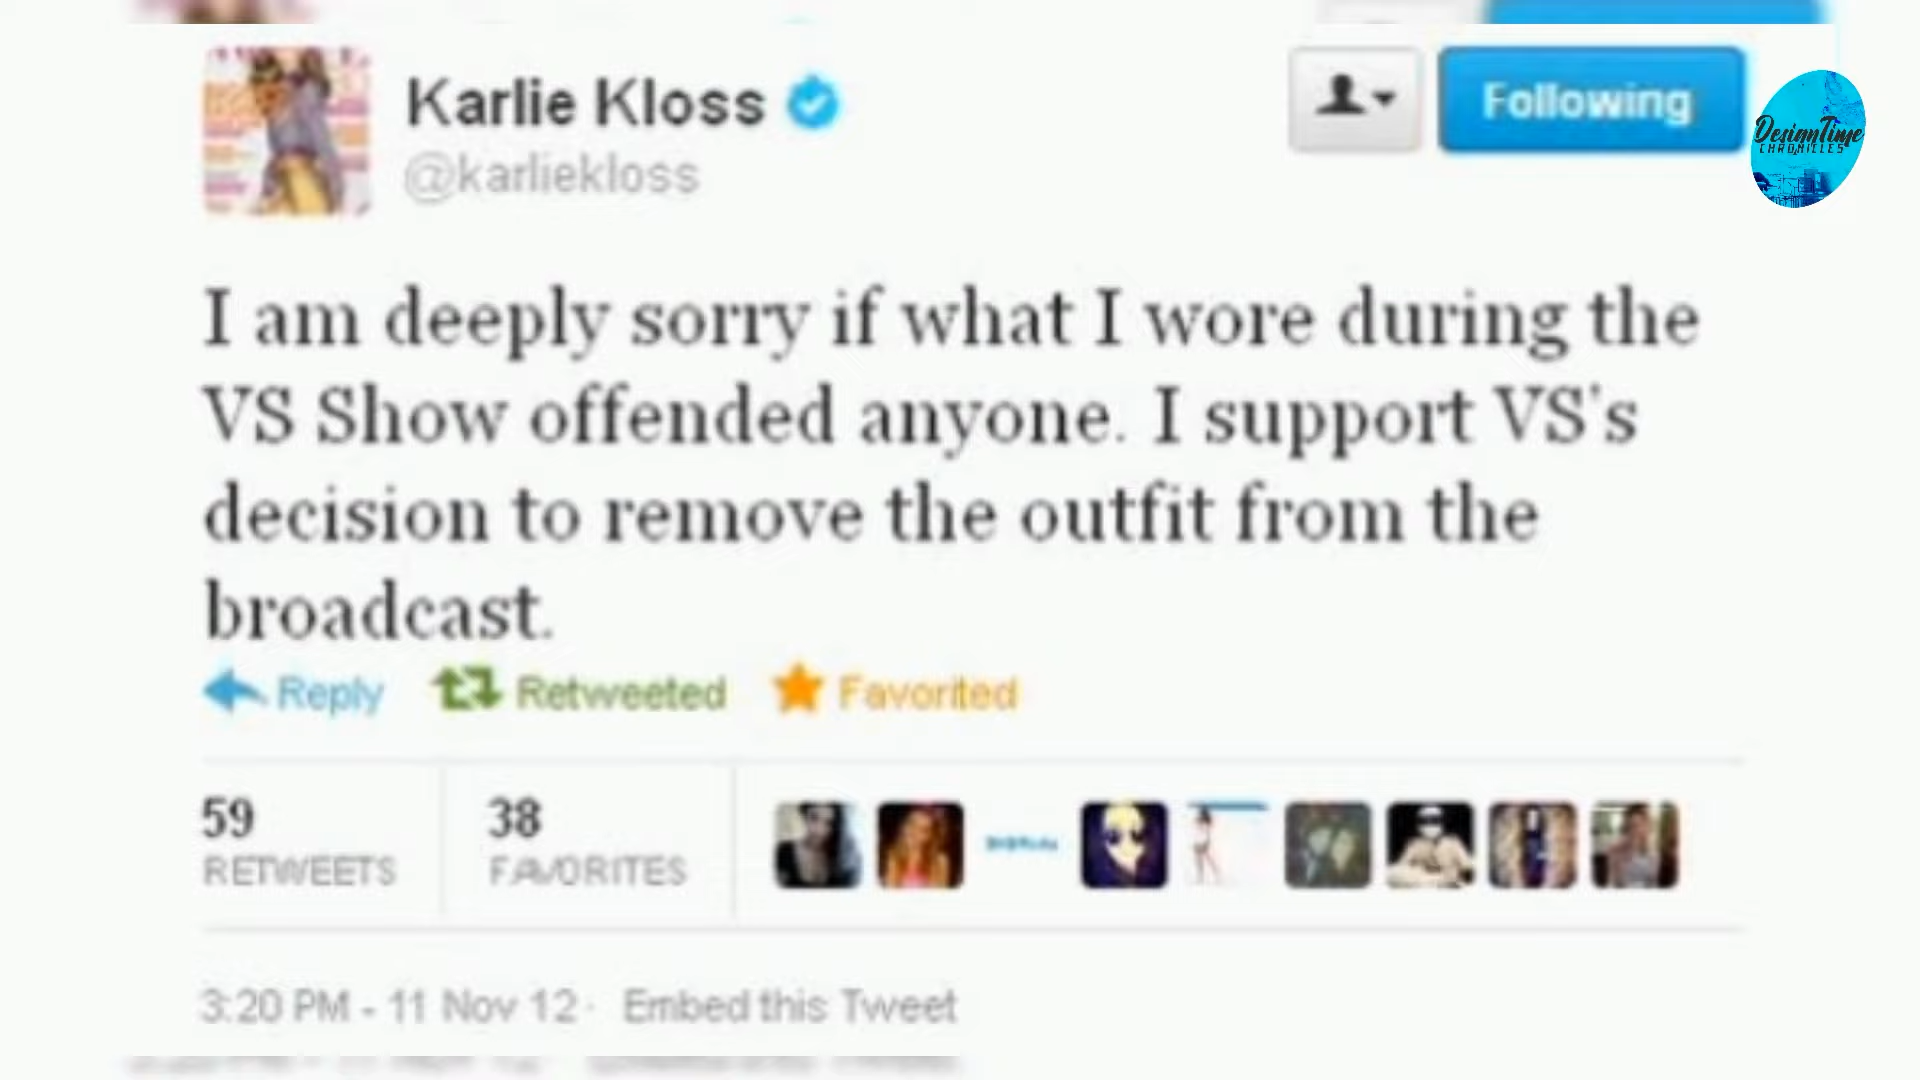 Karlie Kloss
@karliekloss
Following
DesignTime
CHRONICLES
I am deeply sorry if what I wore during the
VS Show offended anyone. I support VS's
decision to remove the outfit from the
broadcast.
Reply Retweeted Favorited
59 38
RETWEETS FAVORITES
3:20 PM - 11 Nov 12 · Embed this Tweet